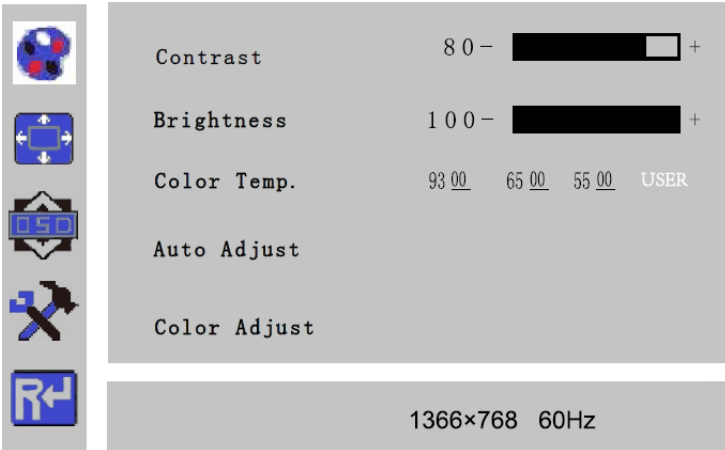 Contrast 80- +
Brightness 100- +
Color Temp. 9300 6500 5500 USER
OSD
Auto Adjust
Color Adjust
R
1366×768 60Hz